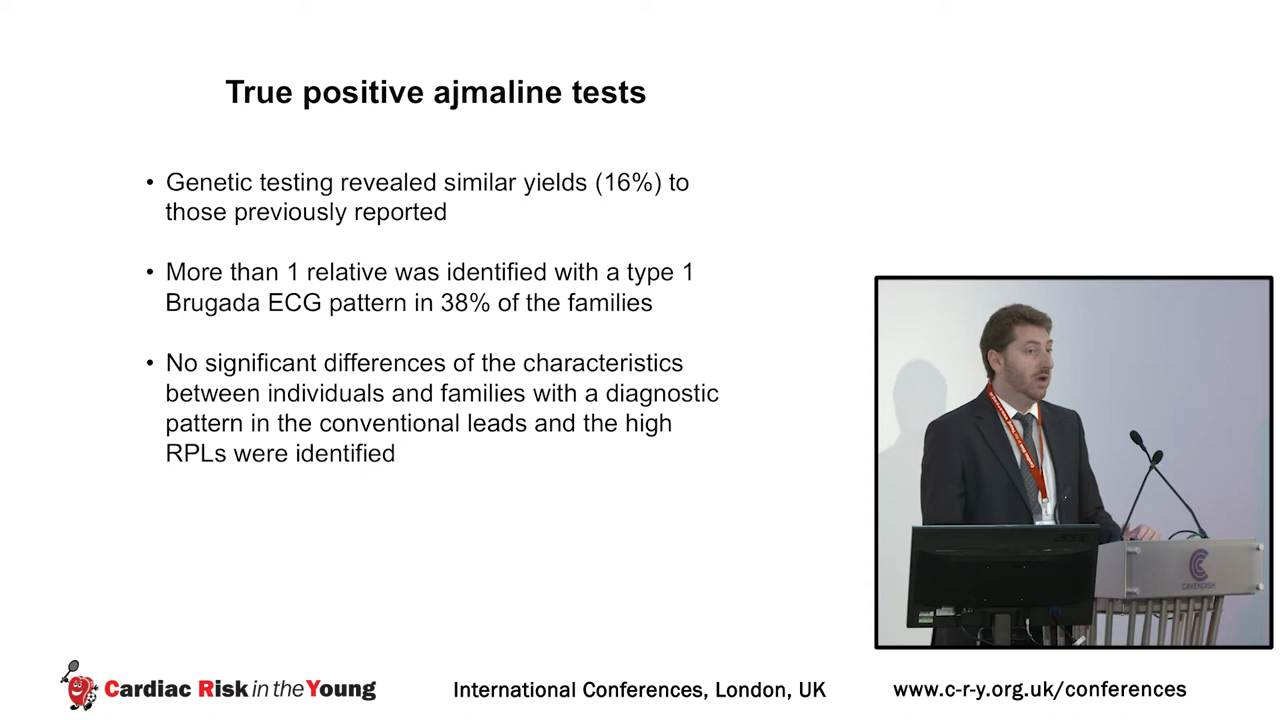 True positive ajmaline tests
• Genetic testing revealed similar yields (16%) to
those previously reported
• More than 1 relative was identified with a type 1
Brugada ECG pattern in 38% of the families
• No significant differences of the characteristics
between individuals and families with a diagnostic
pattern in the conventional leads and the high
RPLs were identified
CAVENDISH
Cardiac Risk in the Young
International Conferences, London, UK
www.c-r-y.org.uk/conferences